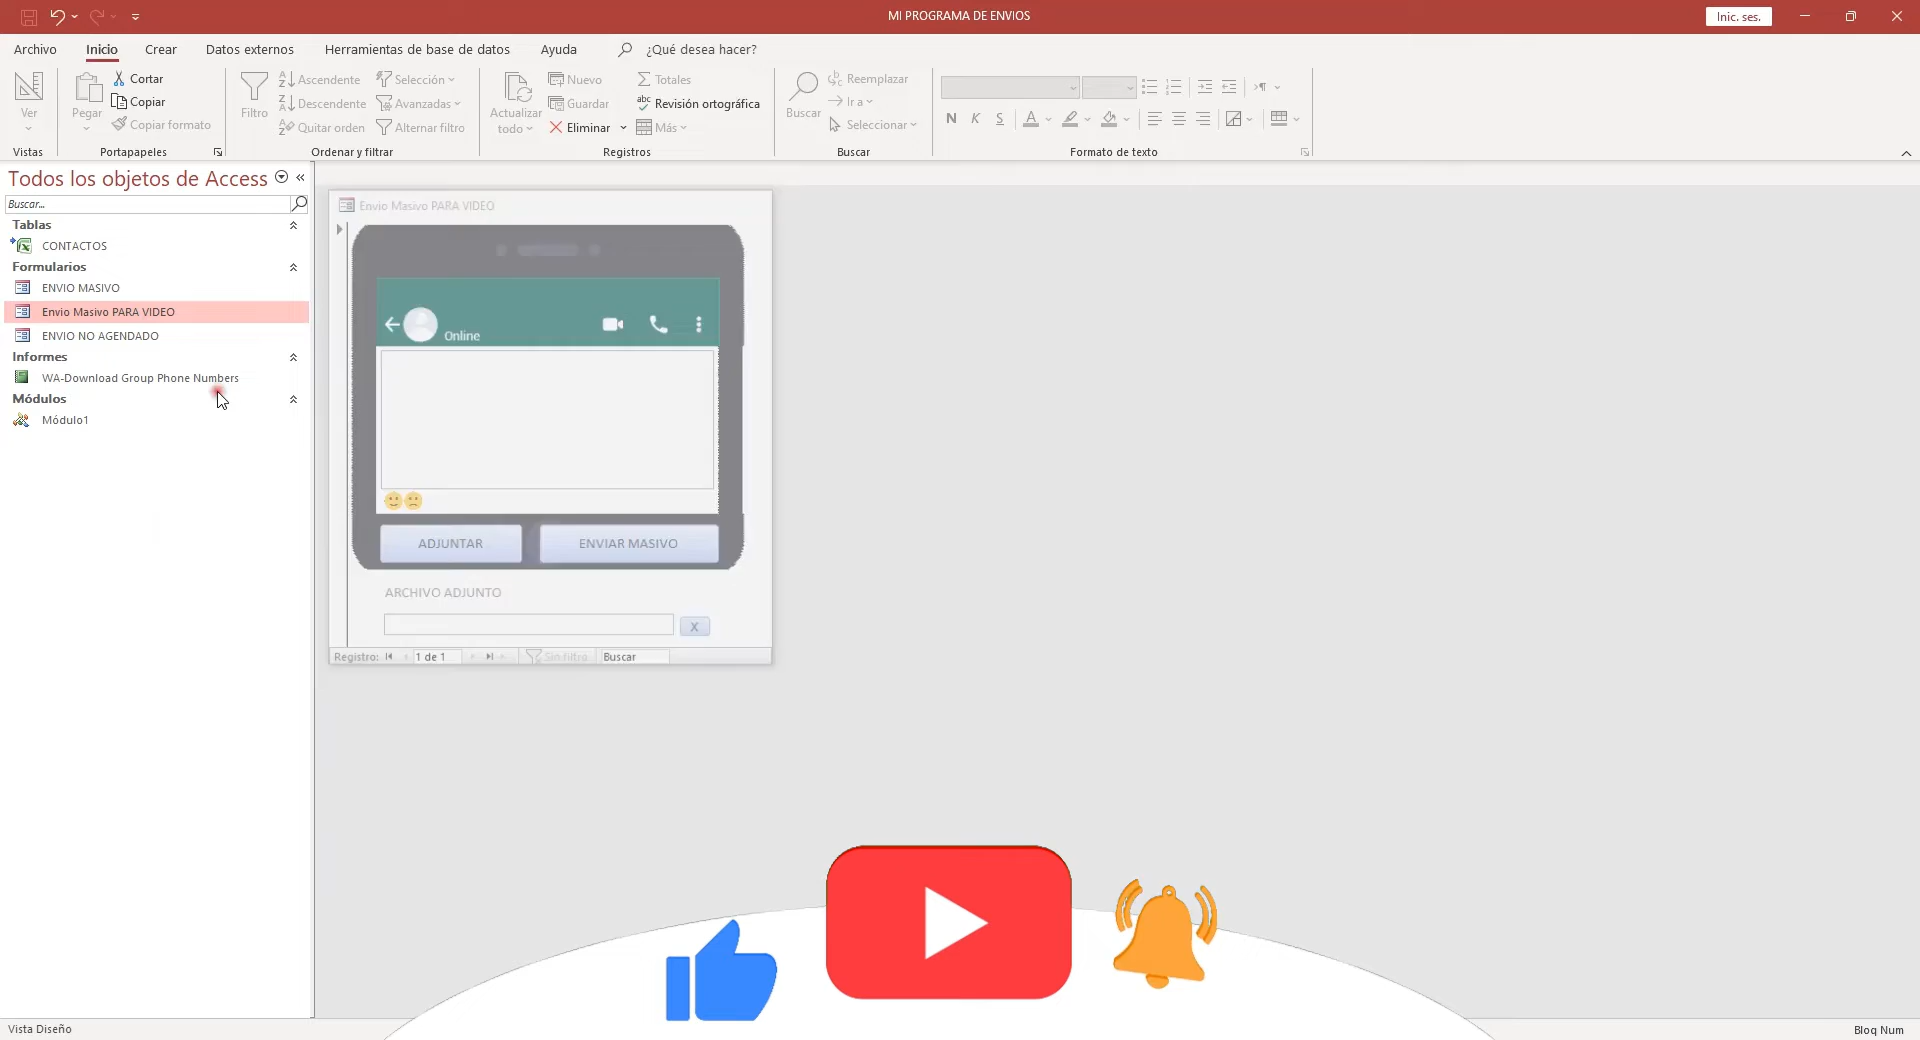 MI PROGRAMA DE ENVIOS
Inic. ses.
Archivo Inicio Crear Datos externos Herramientas de base de datos Ayuda ¿Qué desea hacer?
Ver
Vistas
Pegar
Cortar
Copiar
Copiar formato
Portapapeles
Filtro
Ascendente
Descendente
Quitar orden
Selección
Avanzadas
Alternar filtro
Ordenar y filtrar
Actualizar
todo
Nuevo
Guardar
Eliminar
Totales
Revisión ortográfica
Más
Registros
Buscar
Reemplazar
Ir a
Seleccionar
Buscar
N K S
Formato de texto
Todos los objetos de Access
Buscar...
Tablas
CONTACTOS
Formularios
ENVIO MASIVO
Envio Masivo PARA VIDEO
ENVIO NO AGENDADO
Informes
WA-Download Group Phone Numbers
Módulos
Módulo1
Envio Masivo PARA VIDEO
Online
ADJUNTAR ENVIAR MASIVO
ARCHIVO ADJUNTO
X
Registro: 1 de 1 Sin filtro Buscar
Vista Diseño
Bloq Num